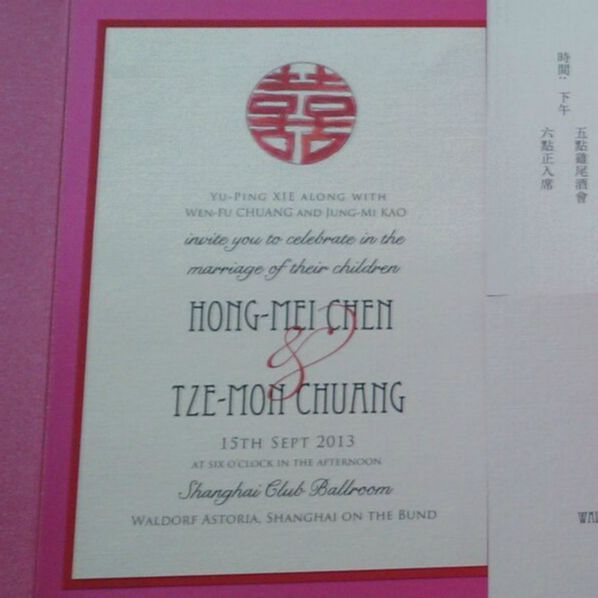 囍
Yu-Ping XIE along with
Wen-Fu CHUANG and Jung-Mi KAO
invite you to celebrate in the
marriage of their children
HONG-MEI CHEN
&
TZE-MOH CHUANG
15th Sept 2013
at six o'clock in the afternoon
Shanghai Club Ballroom
Waldorf Astoria, Shanghai on the Bund
時間: 下午
五點雞尾酒會
六點正入席
WAL